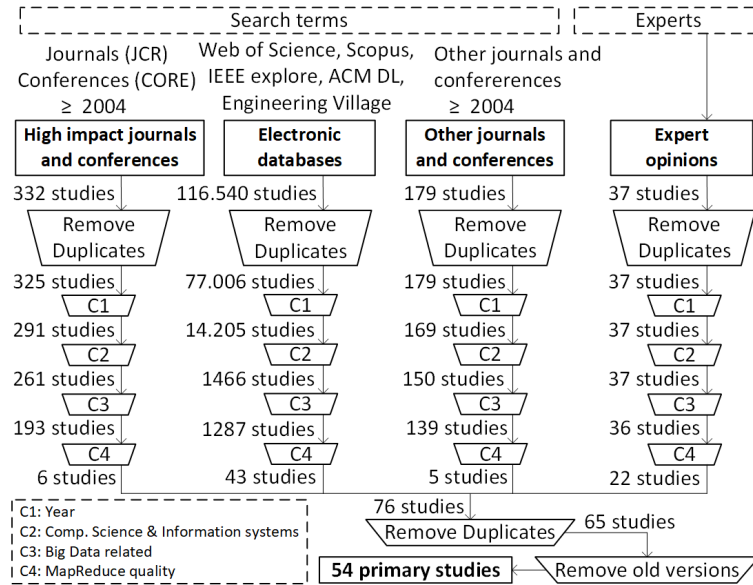 Search terms
Experts
Journals (JCR)
Conferences (CORE)
≥ 2004
Web of Science, Scopus,
IEEE explore, ACM DL,
Engineering Village
Other journals and
conferences
≥ 2004
High impact journals
and conferences
Electronic
databases
Other journals
and conferences
Expert
opinions
332 studies
116.540 studies
179 studies
37 studies
Remove
Duplicates
Remove
Duplicates
Remove
Duplicates
Remove
Duplicates
325 studies
77.006 studies
179 studies
37 studies
C1
C1
C1
C1
291 studies
14.205 studies
169 studies
37 studies
C2
C2
C2
C2
261 studies
1466 studies
150 studies
37 studies
C3
C3
C3
C3
193 studies
1287 studies
139 studies
36 studies
C4
C4
C4
C4
6 studies
43 studies
5 studies
22 studies
76 studies
Remove Duplicates
65 studies
Remove old versions
54 primary studies
C1: Year
C2: Comp. Science & Information systems
C3: Big Data related
C4: MapReduce quality